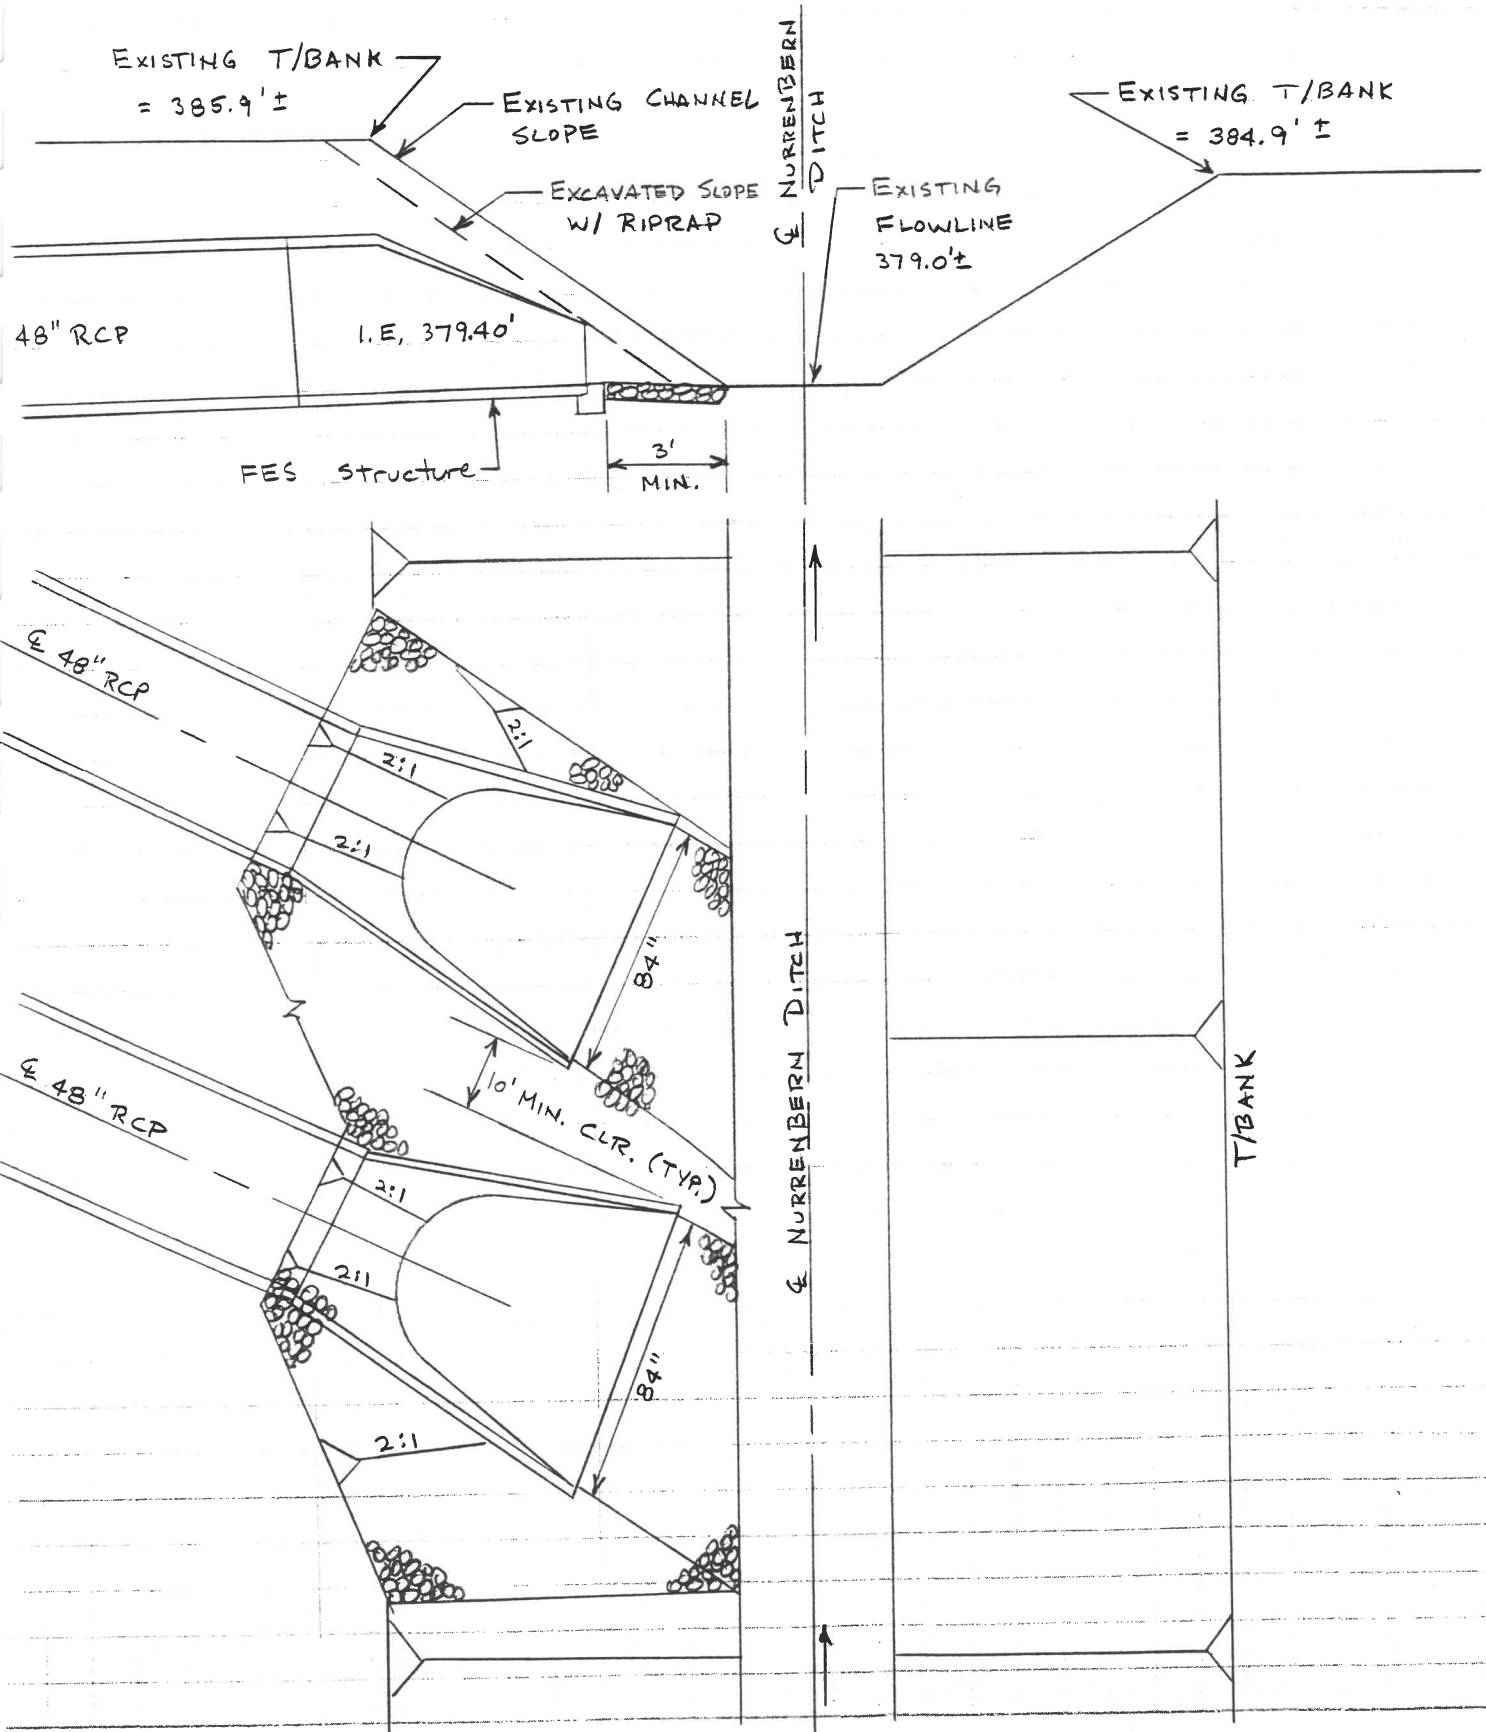 EXISTING T/BANK
= 385.9' ±
EXISTING CHANNEL
SLOPE
EXCAVATED SLOPE
W/ RIPRAP
℄ NURRENBERN
DITCH
EXISTING
FLOWLINE
379.0'±
EXISTING T/BANK
= 384.9' ±
48" RCP
I.E, 379.40'
FES Structure
3'
MIN.
℄ 48" RCP
2:1
2:1
2:1
84"
10' MIN. CLR. (TYP.)
℄ 48" RCP
2:1
2:1
84"
2:1
℄ NURRENBERN DITCH
T/BANK